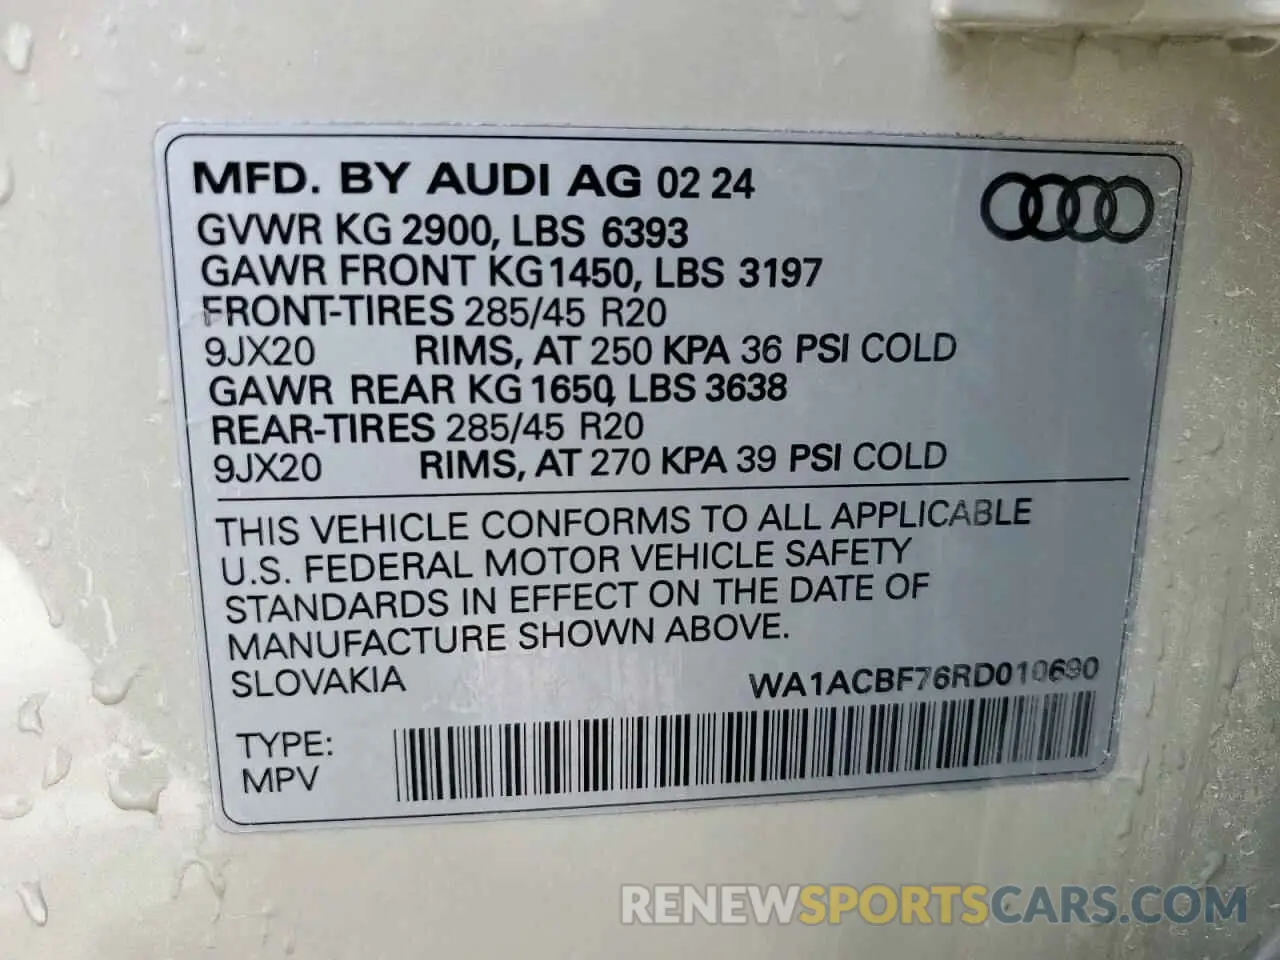 MFD. BY AUDI AG 02 24
GVWR KG 2900, LBS 6393
GAWR FRONT KG 1450, LBS 3197
FRONT-TIRES 285/45 R20
9JX20 RIMS, AT 250 KPA 36 PSI COLD
GAWR REAR KG 1650, LBS 3638
REAR-TIRES 285/45 R20
9JX20 RIMS, AT 270 KPA 39 PSI COLD
THIS VEHICLE CONFORMS TO ALL APPLICABLE
U.S. FEDERAL MOTOR VEHICLE SAFETY
STANDARDS IN EFFECT ON THE DATE OF
MANUFACTURE SHOWN ABOVE.
SLOVAKIA
WA1ACBF76RD010690
TYPE:
MPV
RENEWSPORTSCARS.COM